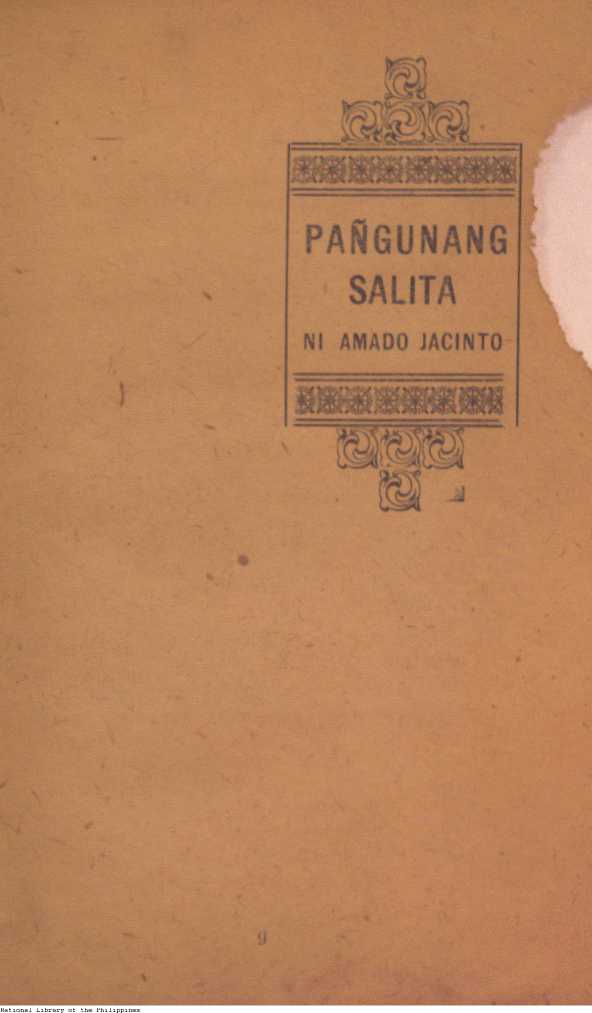 PAÑGUNANG
SALITA
NI AMADO JACINTO
9
National Library of the Philippines